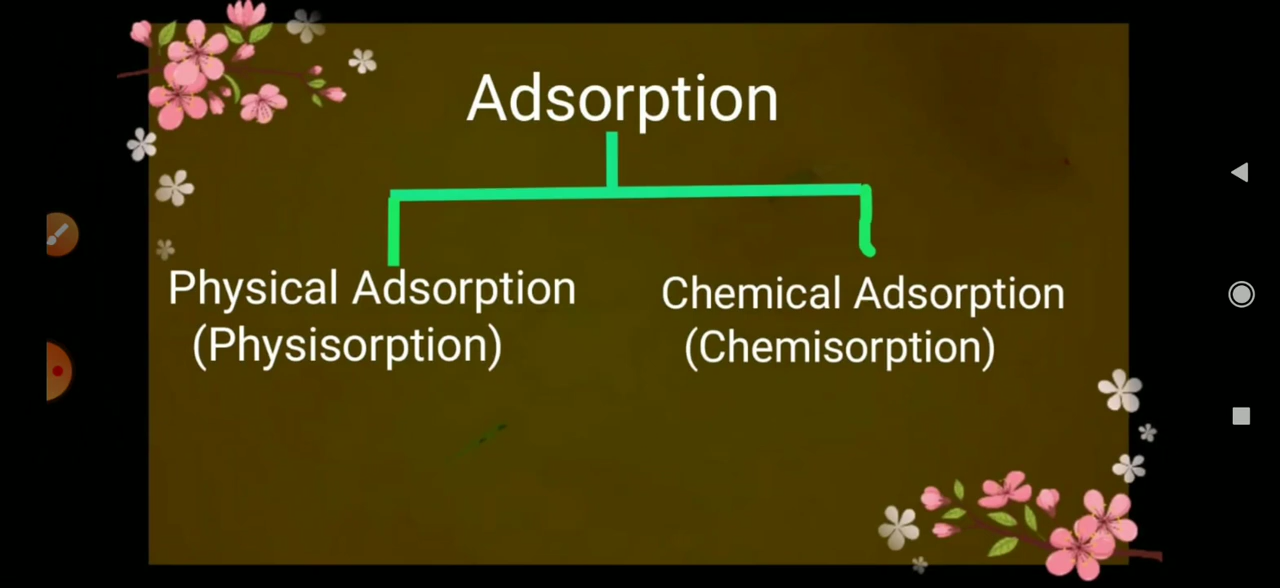 Adsorption
Physical Adsorption
(Physisorption)
Chemical Adsorption
(Chemisorption)